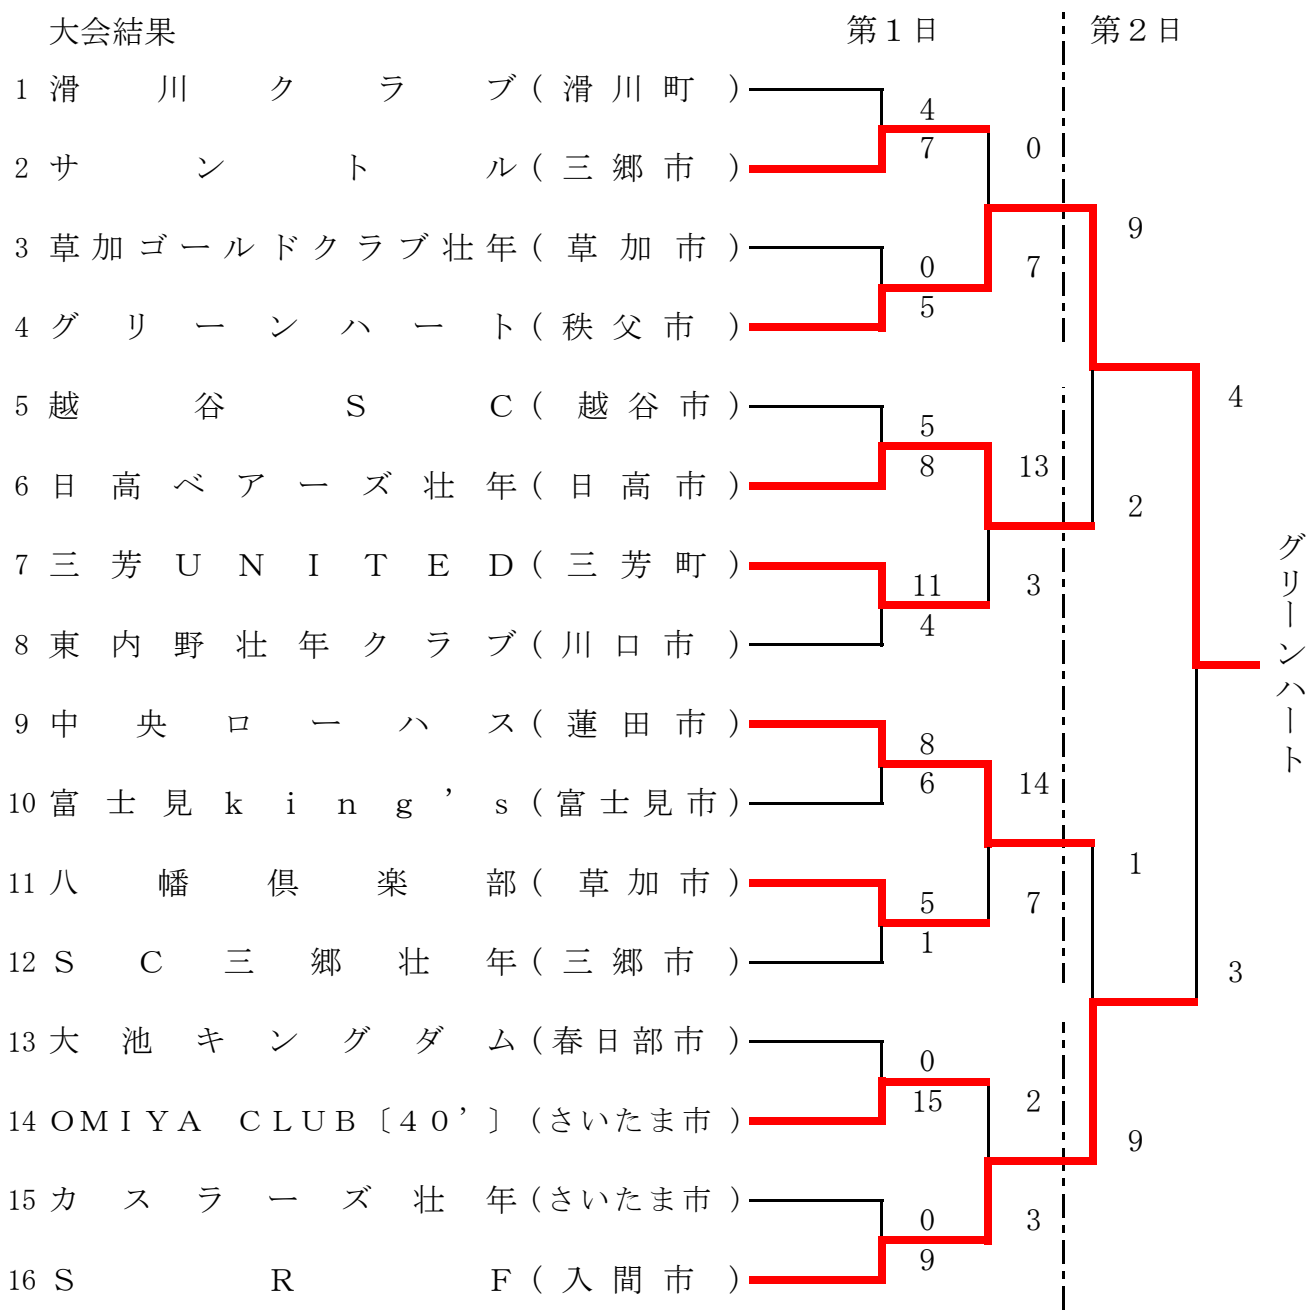 大会結果 第1日 第2日
1 滑川クラブ(滑川町)
4
2 サントル(三郷市)
7 0
3 草加ゴールドクラブ壮年(草加市)
9
0 7
4 グリーンハート(秩父市)
5
5 越谷SC(越谷市)
4
5
6 日高ベアーズ壮年(日高市)
8 13
2
7 三芳UNITED(三芳町)
11 3
8 東内野壮年クラブ(川口市)
4
グリーンハート
9 中央ローハス(蓮田市)
8
10 富士見king’s(富士見市)
6 14
1
11 八幡倶楽部(草加市)
5 7
12 SC三郷壮年(三郷市)
1
3
13 大池キングダム(春日部市)
0
14 OMIYA CLUB〔40’〕(さいたま市)
15 2
9
15 カスラーズ壮年(さいたま市)
0 3
16 SRF(入間市)
9